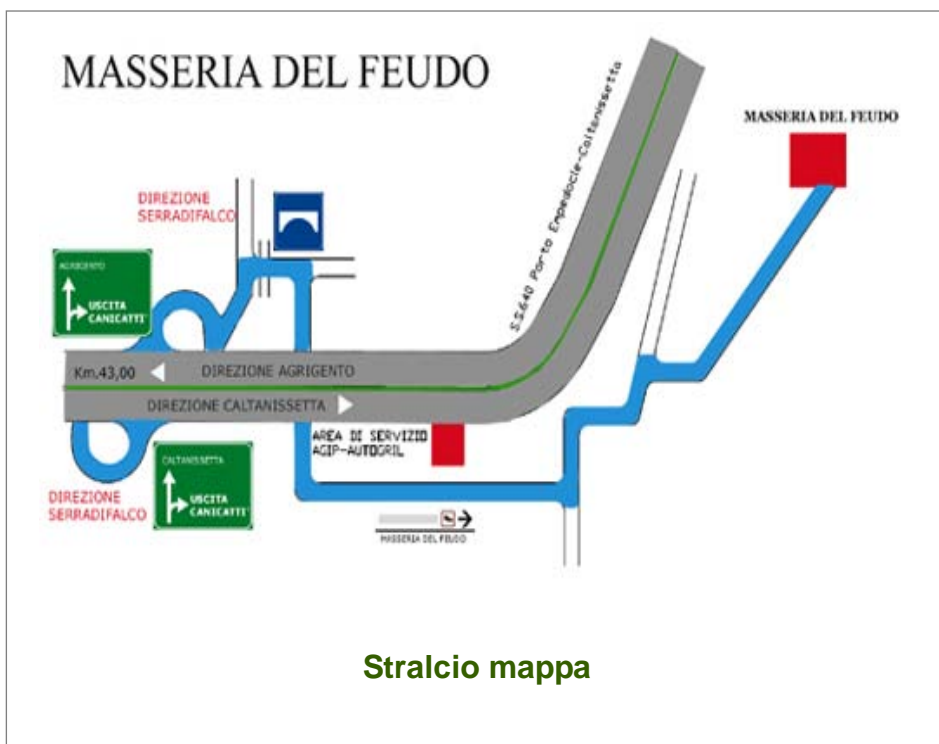 MASSERIA DEL FEUDO
MASSERIA DEL FEUDO
S.S.640 Porto Empedocle-Caltanissetta
DIREZIONE
SERRADIFALCO
AGRIGENTO
USCITA
CANICATTI'
Km.43,00
DIREZIONE AGRIGENTO
DIREZIONE CALTANISSETTA
AREA DI SERVIZIO
AGIP-AUTOGRIL
CALTANISSETTA
USCITA
CANICATTI'
DIREZIONE
SERRADIFALCO
MASSERIA DEL FEUDO
Stralcio mappa